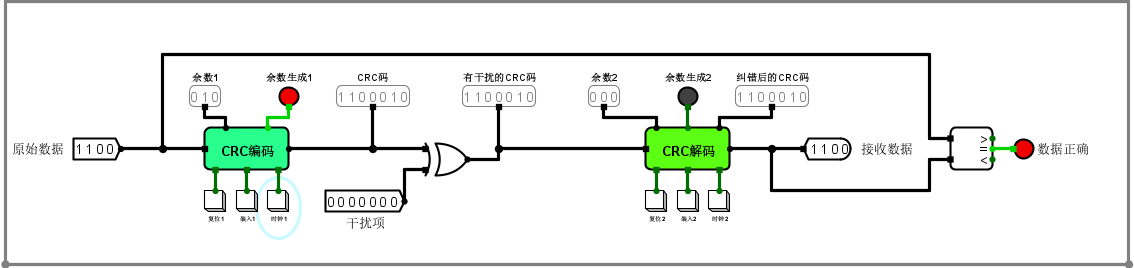 余数1
余数生成1
CRC码
有干扰的CRC码
余数2
余数生成2
纠错后的CRC码
010
1100010
1100010
000
1100010
原始数据
1100
CRC编码
CRC解码
1100
接收数据
>
=
<
数据正确
复位1
装入1
时钟1
0000000
干扰项
复位2
装入2
时钟2